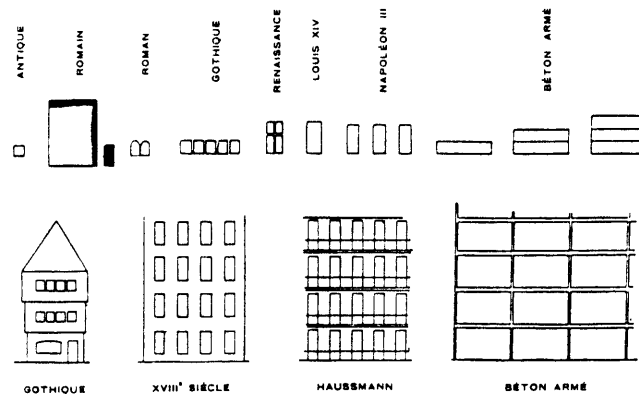 ANTIQUE
ROMAIN
ROMAN
GOTHIQUE
RENAISSANCE
LOUIS XIV
NAPOLÉON III
BÉTON ARMÉ
GOTHIQUE
XVIIIᵉ SIÈCLE
HAUSSMANN
BÉTON ARMÉ